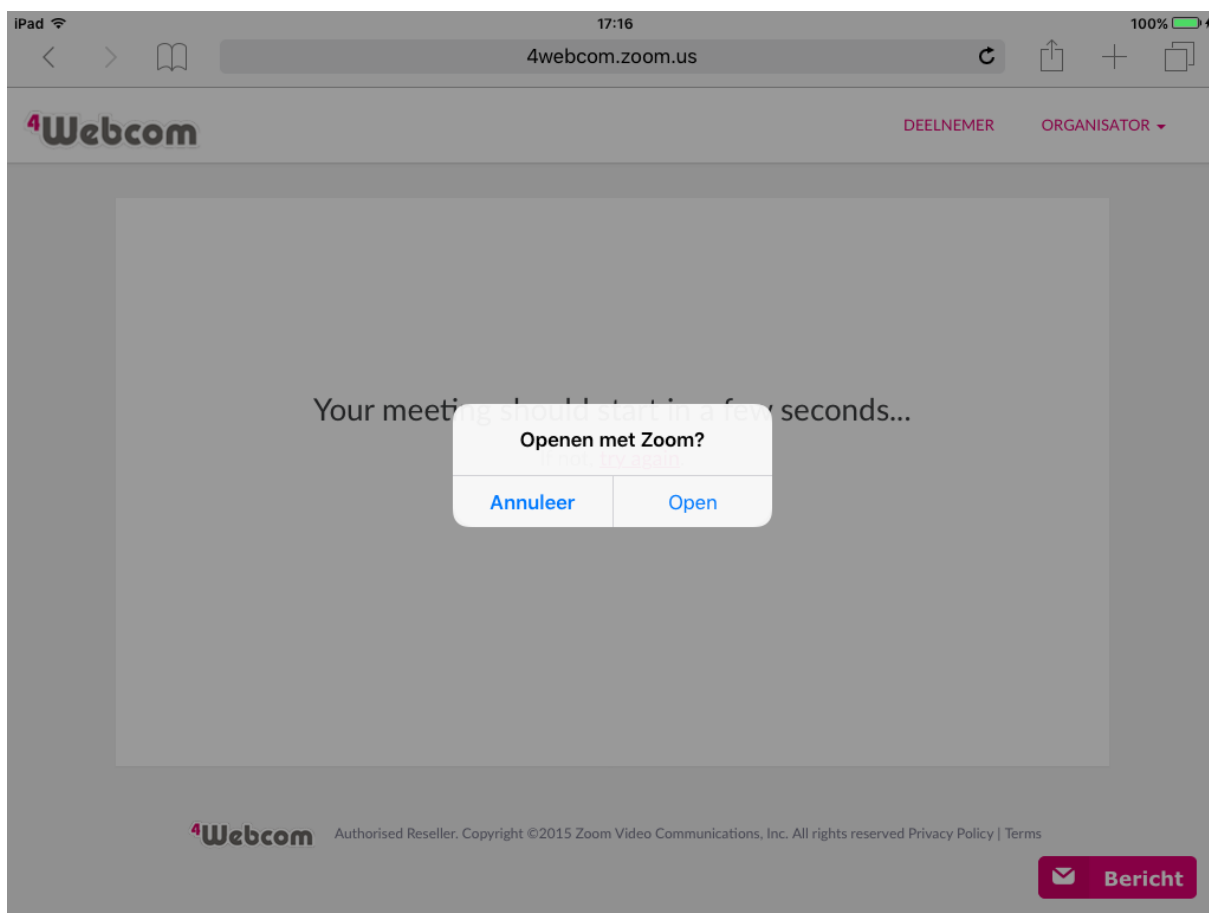 iPad 17:16 100%
4webcom.zoom.us
4Webcom DEELNEMER ORGANISATOR
Your meeting should start in a few seconds...
Openen met Zoom?
If not, try again
Annuleer Open
4Webcom Authorised Reseller. Copyright ©2015 Zoom Video Communications, Inc. All rights reserved Privacy Policy | Terms
Bericht